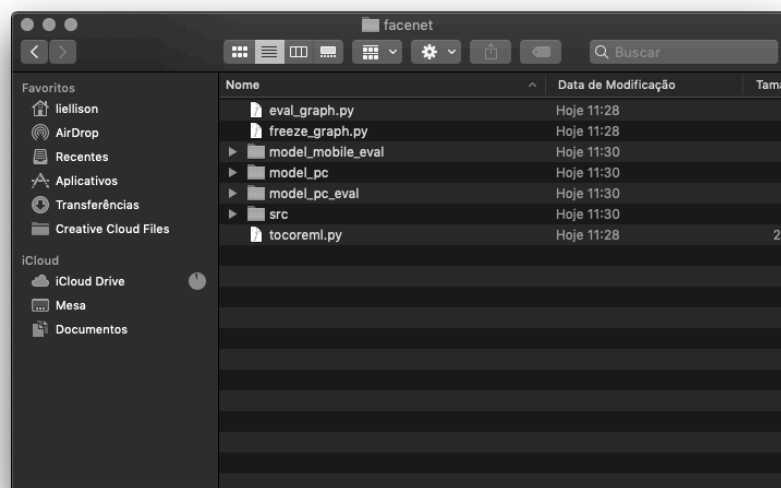 facenet
Buscar
Favoritos
liellison
AirDrop
Recentes
Aplicativos
Transferências
Creative Cloud Files
iCloud
iCloud Drive
Mesa
Documentos
Nome Data de Modificação Tama
eval_graph.py Hoje 11:28
freeze_graph.py Hoje 11:28
model_mobile_eval Hoje 11:30
model_pc Hoje 11:30
model_pc_eval Hoje 11:30
src Hoje 11:30
tocoreml.py Hoje 11:28 2